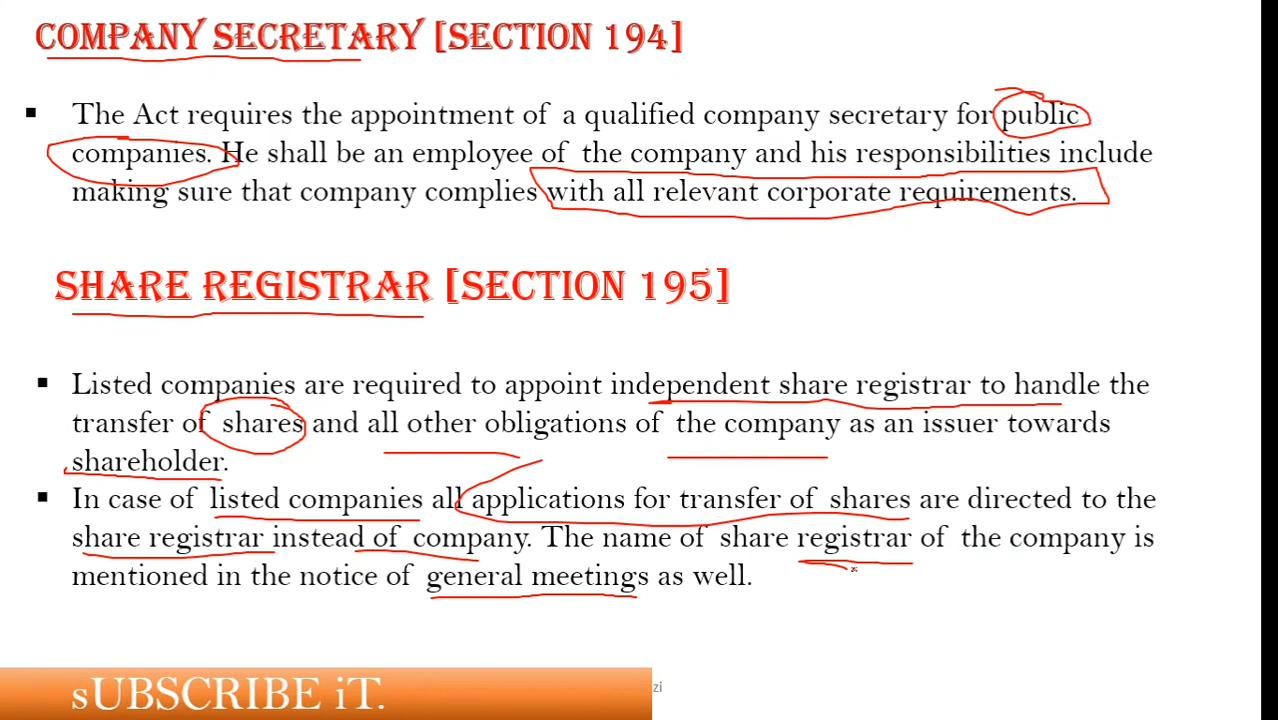 COMPANY SECRETARY [SECTION 194]
▪ The Act requires the appointment of a qualified company secretary for public
companies. He shall be an employee of the company and his responsibilities include
making sure that company complies with all relevant corporate requirements.
SHARE REGISTRAR [SECTION 195]
▪ Listed companies are required to appoint independent share registrar to handle the
transfer of shares and all other obligations of the company as an issuer towards
shareholder.
▪ In case of listed companies all applications for transfer of shares are directed to the
share registrar instead of company. The name of share registrar of the company is
mentioned in the notice of general meetings as well.
sUBSCRIBE iT.
zi